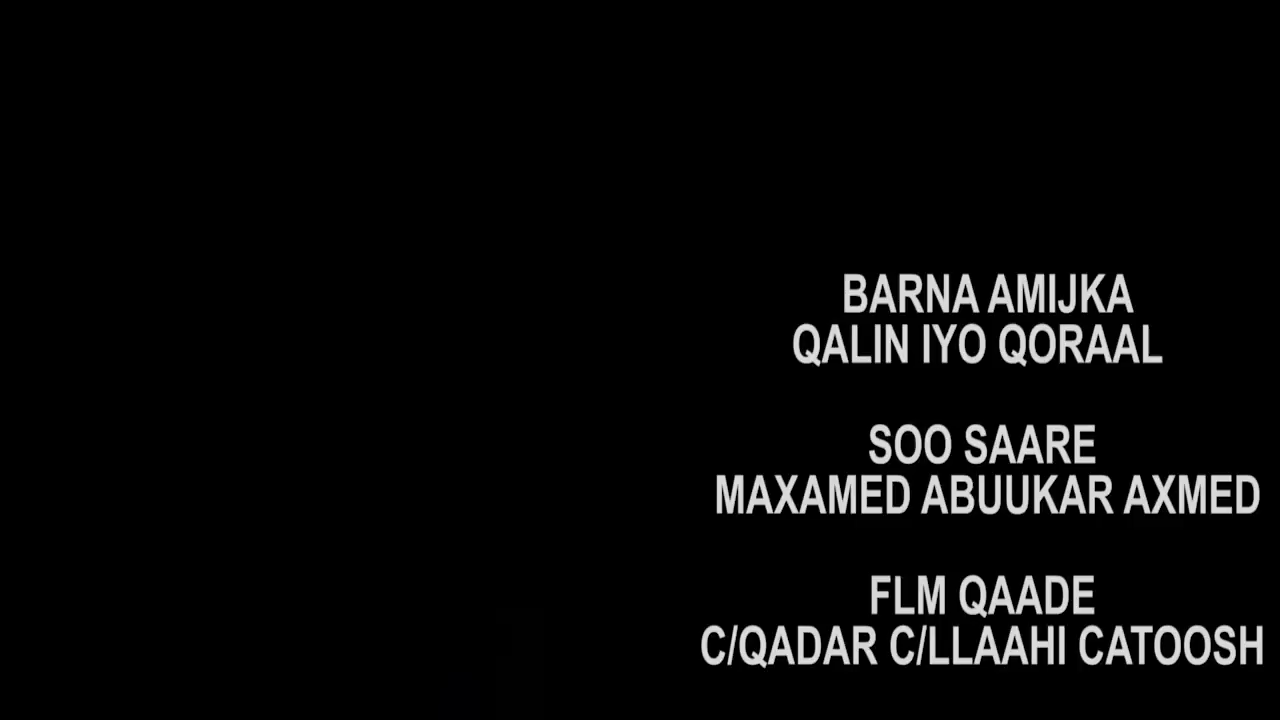 BARNA AMIJKA
QALIN IYO QORAAL
SOO SAARE
MAXAMED ABUUKAR AXMED
FLM QAADE
C/QADAR C/LLAAHI CATOOSH